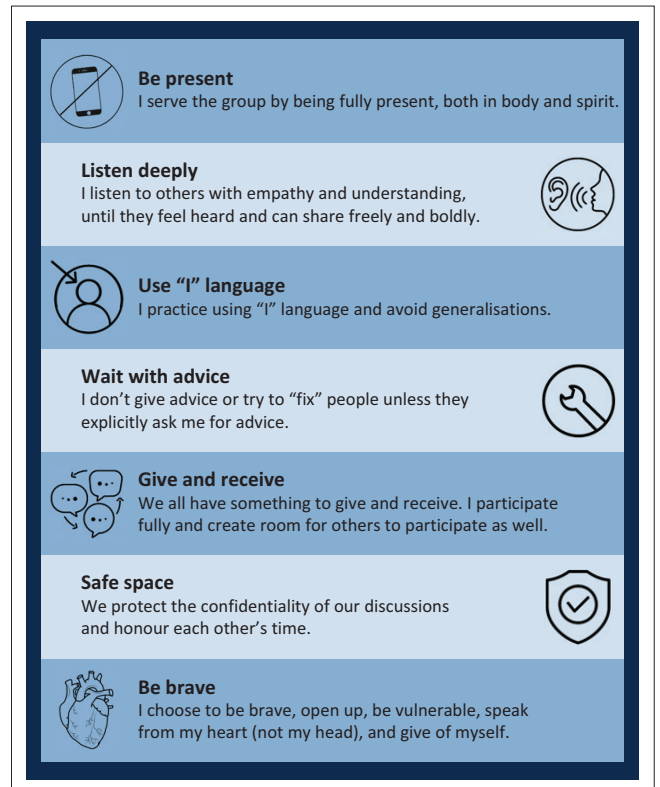 Be present
I serve the group by being fully present, both in body and spirit.
Listen deeply
I listen to others with empathy and understanding,
until they feel heard and can share freely and boldly.
Use “I” language
I practice using “I” language and avoid generalisations.
Wait with advice
I don’t give advice or try to “fix” people unless they
explicitly ask me for advice.
Give and receive
We all have something to give and receive. I participate
fully and create room for others to participate as well.
Safe space
We protect the confidentiality of our discussions
and honour each other’s time.
Be brave
I choose to be brave, open up, be vulnerable, speak
from my heart (not my head), and give of myself.